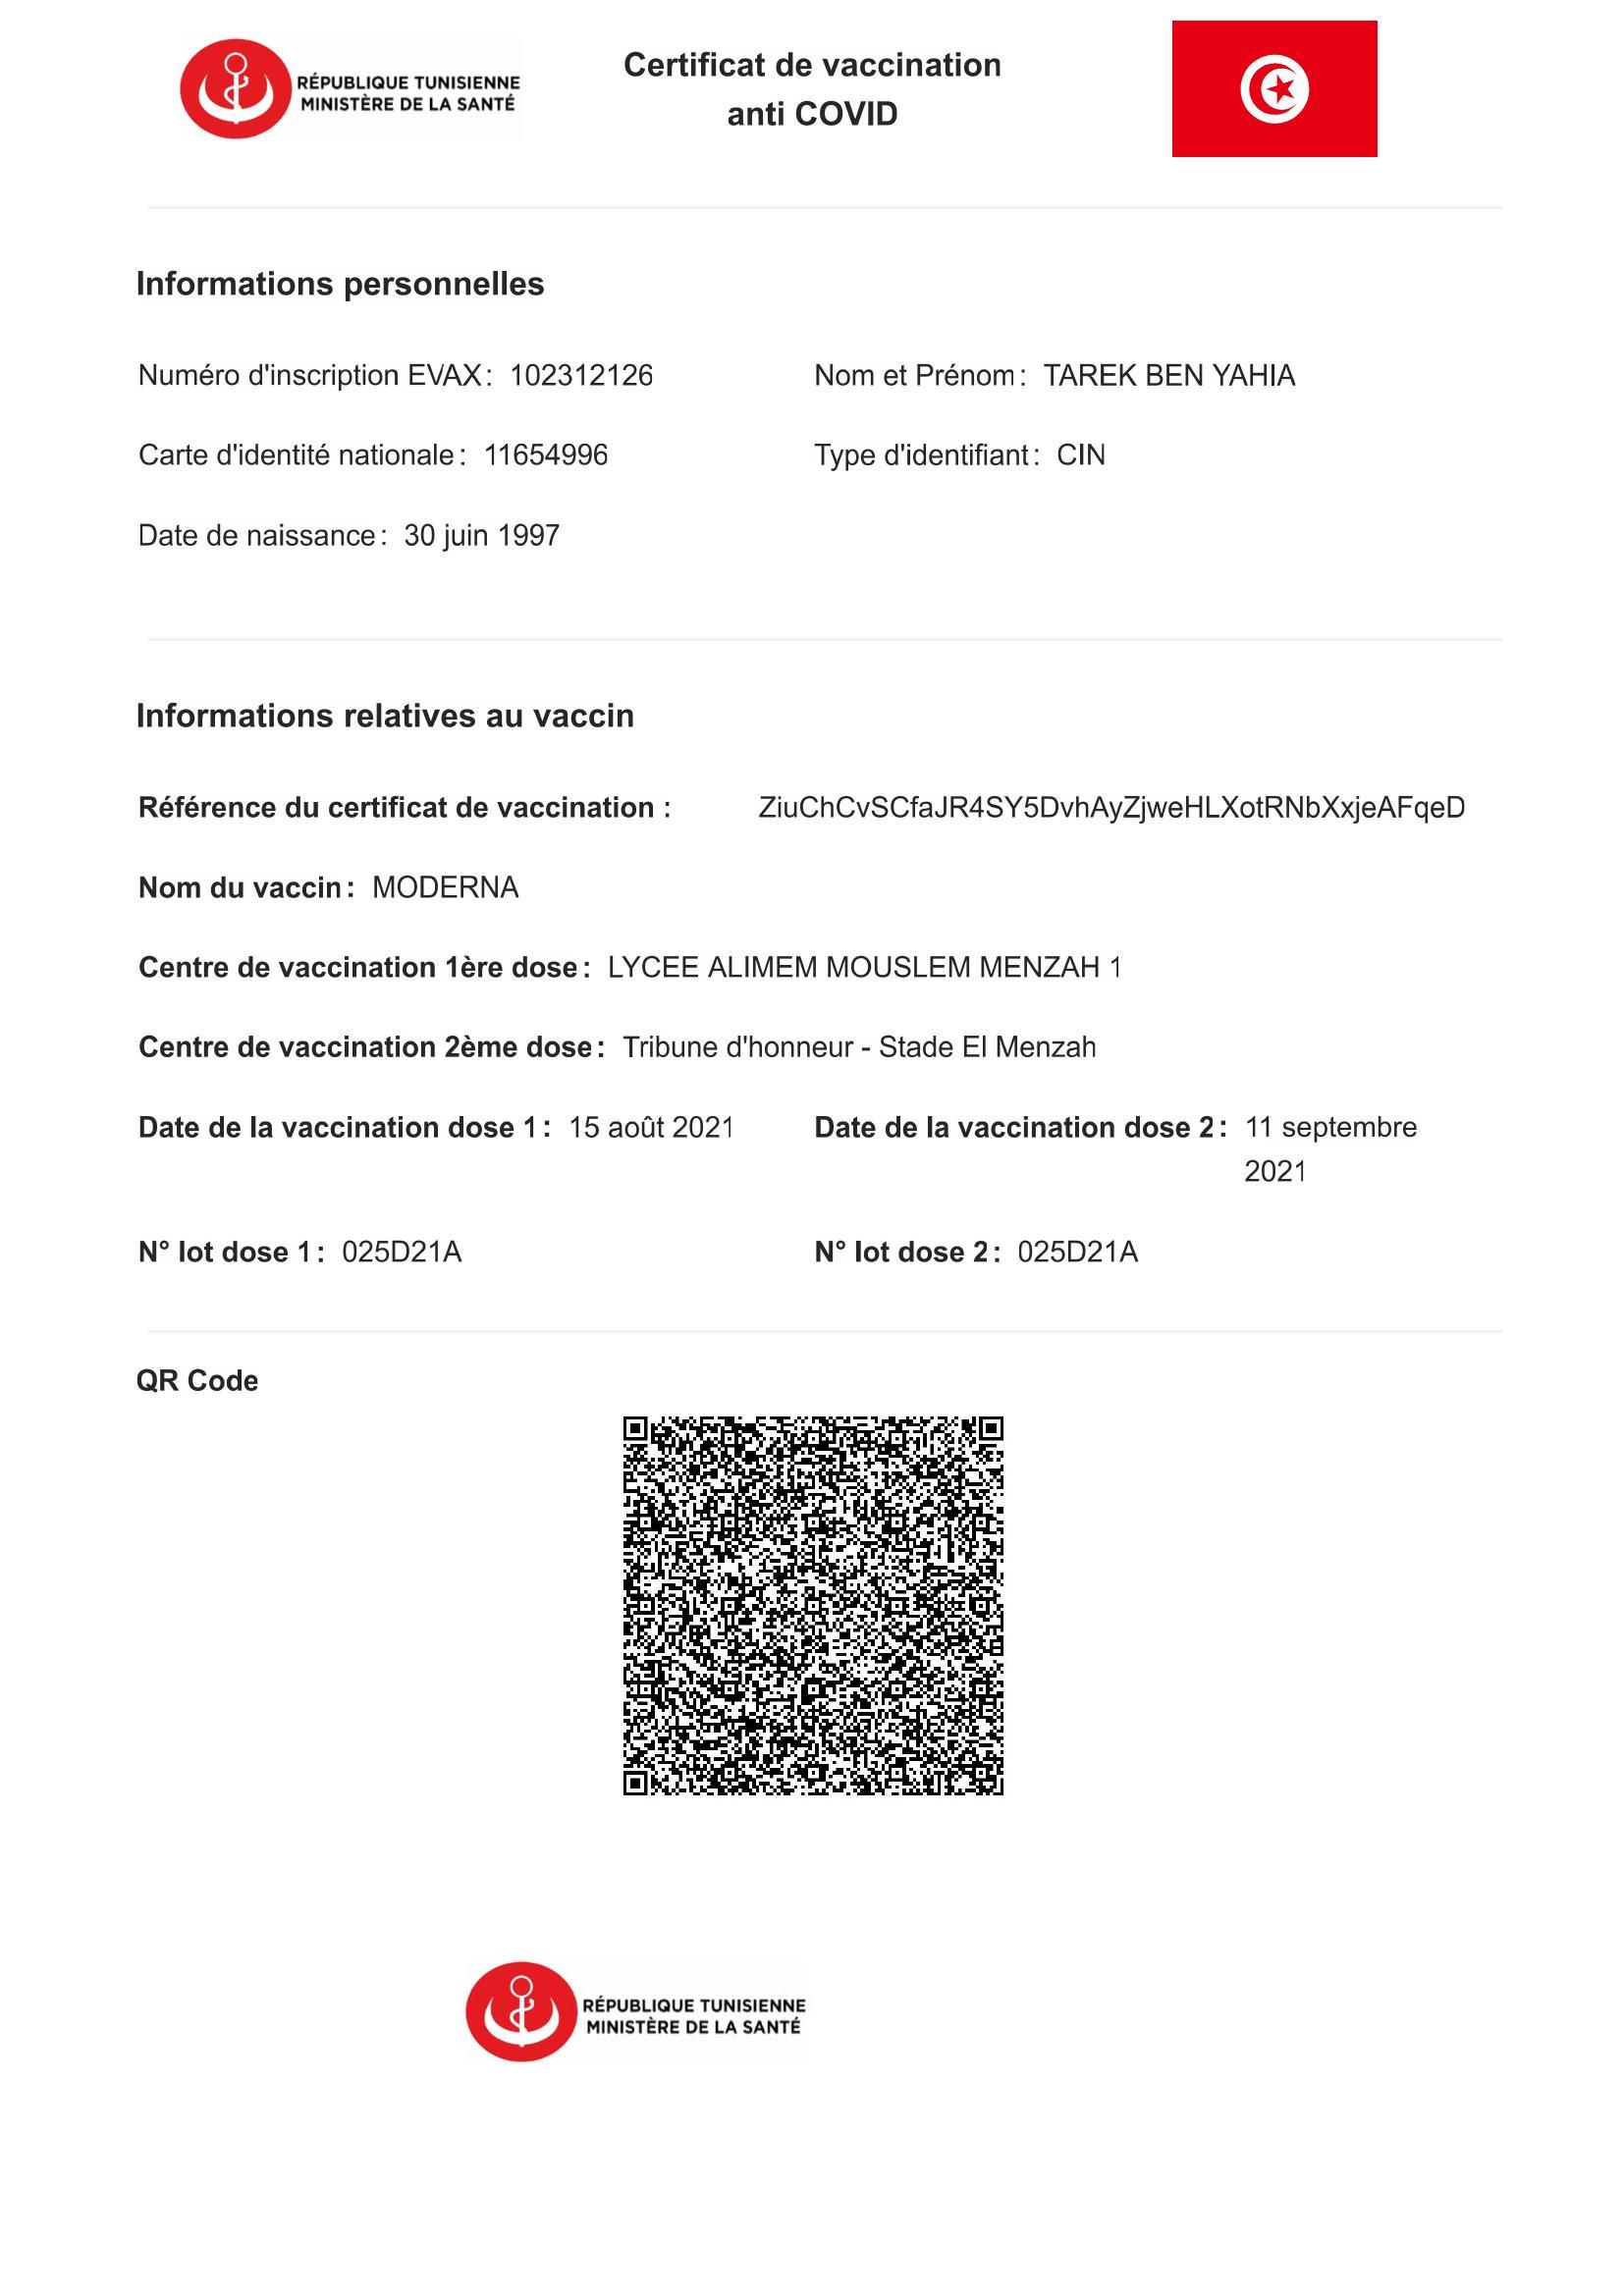 RÉPUBLIQUE TUNISIENNE
MINISTÈRE DE LA SANTÉ
Certificat de vaccination
anti COVID
Informations personnelles
Numéro d'inscription EVAX : 102312126
Nom et Prénom : TAREK BEN YAHIA
Carte d'identité nationale : 11654996
Type d'identifiant : CIN
Date de naissance : 30 juin 1997
Informations relatives au vaccin
Référence du certificat de vaccination : ZiuChCvSCfaJR4SY5DvhAyZjweHLXotRNbXxjeAFqeD
Nom du vaccin : MODERNA
Centre de vaccination 1ère dose : LYCEE ALIMEM MOUSLEM MENZAH 1
Centre de vaccination 2ème dose : Tribune d'honneur - Stade El Menzah
Date de la vaccination dose 1 : 15 août 2021
Date de la vaccination dose 2 : 11 septembre
2021
N° lot dose 1 : 025D21A
N° lot dose 2 : 025D21A
QR Code
RÉPUBLIQUE TUNISIENNE
MINISTÈRE DE LA SANTÉ